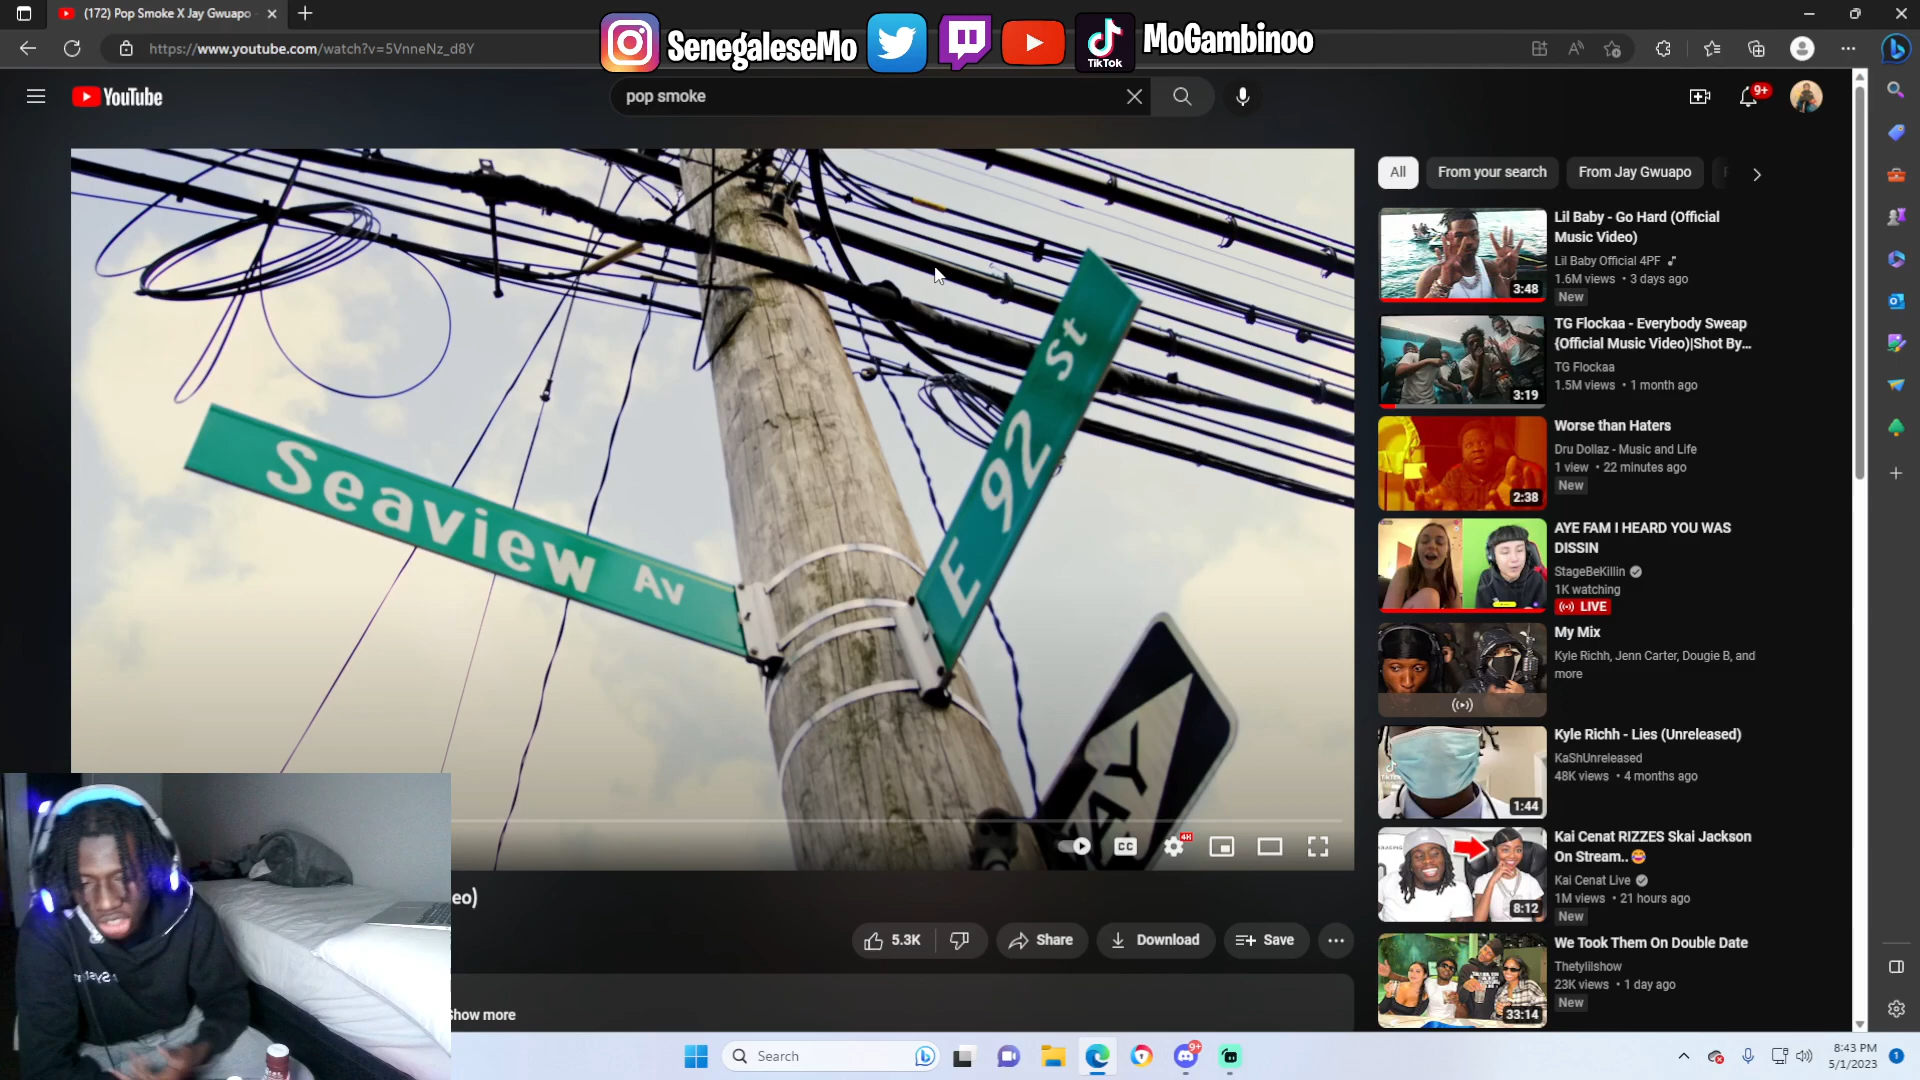 (172) Pop Smoke X Jay Gwuapo
https://www.youtube.com/watch?v=5VnneNz_d8Y
SenegaleseMo
TikTok
MoGambinoo
YouTube
pop smoke
9+
Seaview Av
E 92 St
WAY
CC
4H
eo)
5.3K
Share
Download
Save
Show more
All
From your search
From Jay Gwuapo
Lil Baby - Go Hard (Official
Music Video)
Lil Baby Official 4PF
1.6M views • 3 days ago
New
3:48
TG Flockaa - Everybody Sweap
{Official Music Video)|Shot By...
TG Flockaa
1.5M views • 1 month ago
3:19
Worse than Haters
Dru Dollaz - Music and Life
1 view • 22 minutes ago
New
2:38
AYE FAM I HEARD YOU WAS
DISSIN
StageBeKillin
1K watching
LIVE
My Mix
Kyle Richh, Jenn Carter, Dougie B, and
more
Kyle Richh - Lies (Unreleased)
KaShUnreleased
48K views • 4 months ago
1:44
Kai Cenat RIZZES Skai Jackson
On Stream..😂
Kai Cenat Live
1M views • 21 hours ago
New
8:12
We Took Them On Double Date
Thetylilshow
23K views • 1 day ago
New
33:14
Search
9+
8:43 PM
5/1/2023
1